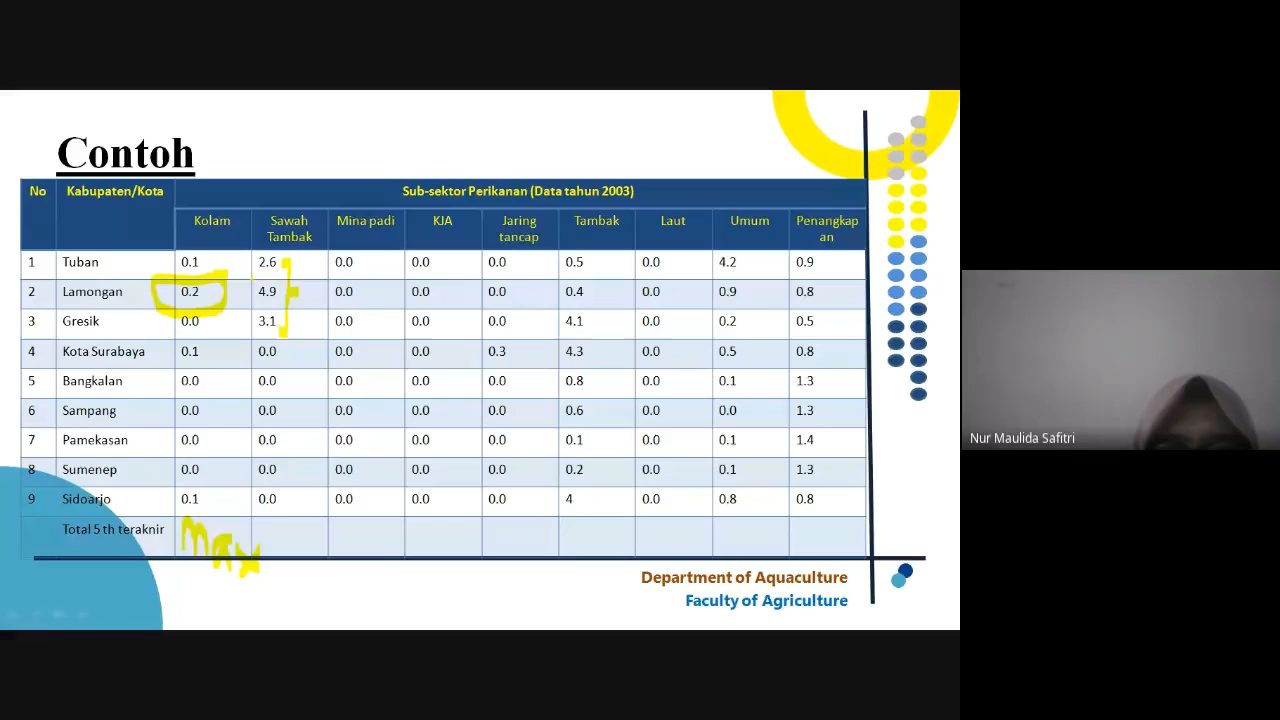 Contoh
No Kabupaten/Kota Sub-sektor Perikanan (Data tahun 2003)
Kolam Sawah Tambak Mina padi KJA Jaring tancap Tambak Laut Umum Penangkap an
1 Tuban 0.1 2.6 0.0 0.0 0.0 0.5 0.0 4.2 0.9
2 Lamongan 0.2 4.9 0.0 0.0 0.0 0.4 0.0 0.9 0.8
3 Gresik 0.0 3.1 0.0 0.0 0.0 4.1 0.0 0.2 0.5
4 Kota Surabaya 0.1 0.0 0.0 0.0 0.3 4.3 0.0 0.5 0.8
5 Bangkalan 0.0 0.0 0.0 0.0 0.0 0.8 0.0 0.1 1.3
6 Sampang 0.0 0.0 0.0 0.0 0.0 0.6 0.0 0.0 1.3
7 Pamekasan 0.0 0.0 0.0 0.0 0.0 0.1 0.0 0.1 1.4
8 Sumenep 0.0 0.0 0.0 0.0 0.0 0.2 0.0 0.1 1.3
9 Sidoarjo 0.1 0.0 0.0 0.0 0.0 4 0.0 0.8 0.8
Total 5 th teraknir
max
Department of Aquaculture
Faculty of Agriculture
Nur Maulida Safitri